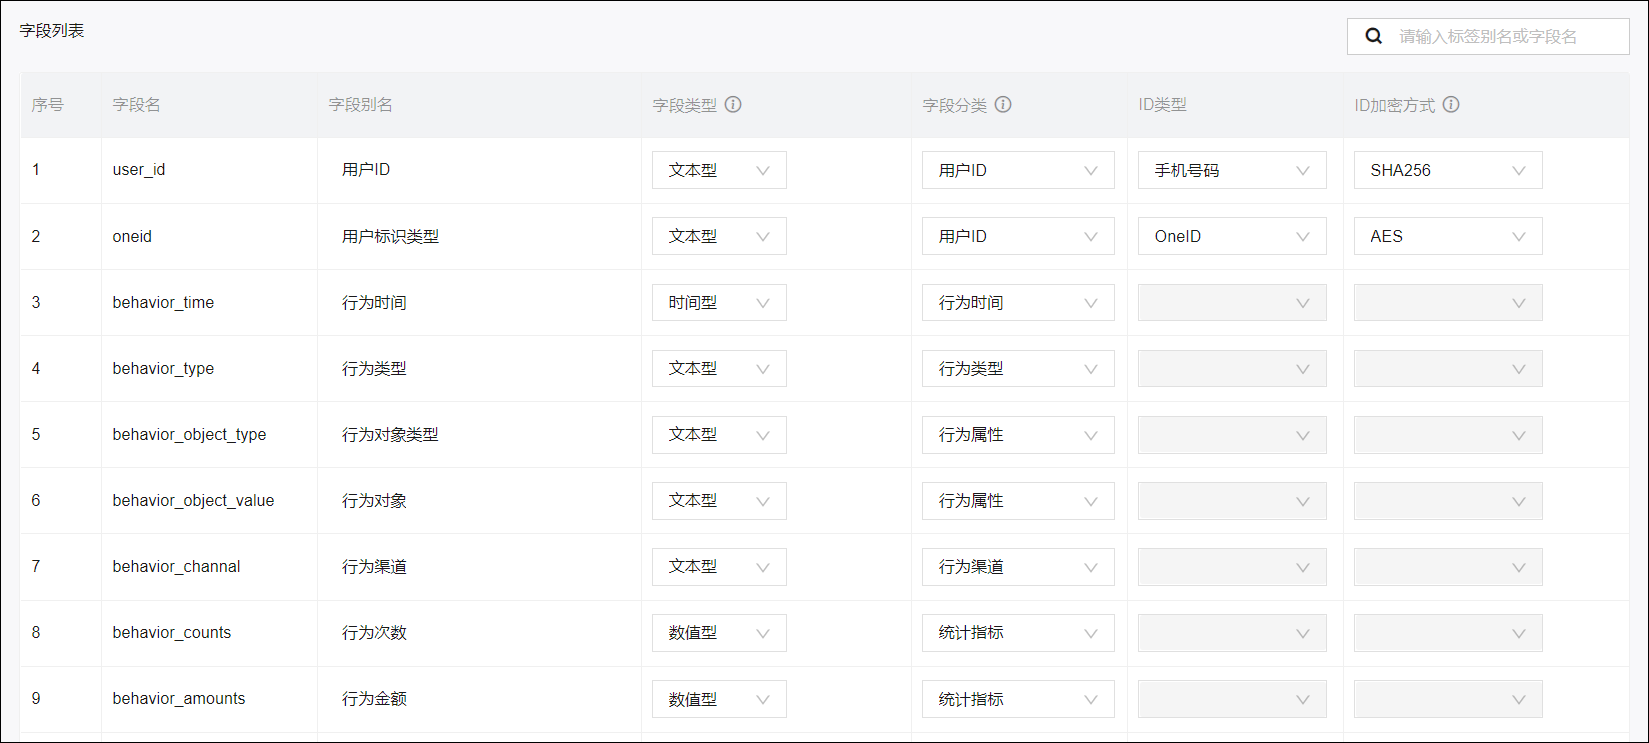 字段列表
请输入标签别名或字段名
序号 字段名 字段别名 字段类型 字段分类 ID类型 ID加密方式
1 user_id 用户ID 文本型 用户ID 手机号码 SHA256
2 oneid 用户标识类型 文本型 用户ID OneID AES
3 behavior_time 行为时间 时间型 行为时间
4 behavior_type 行为类型 文本型 行为类型
5 behavior_object_type 行为对象类型 文本型 行为属性
6 behavior_object_value 行为对象 文本型 行为属性
7 behavior_channal 行为渠道 文本型 行为渠道
8 behavior_counts 行为次数 数值型 统计指标
9 behavior_amounts 行为金额 数值型 统计指标